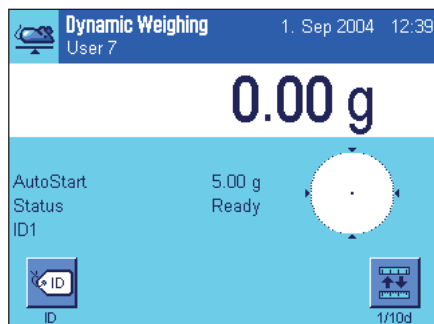 Dynamic Weighing 1. Sep 2004 12:39
User 7
0.00 g
AutoStart 5.00 g
Status Ready
ID1
ID
ID 1/10d